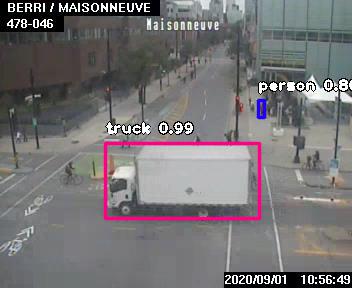 BERRI / MAISONNEUVE
478-046
Maisonneuve
person 0.80
truck 0.99
2020/09/01 10:56:49